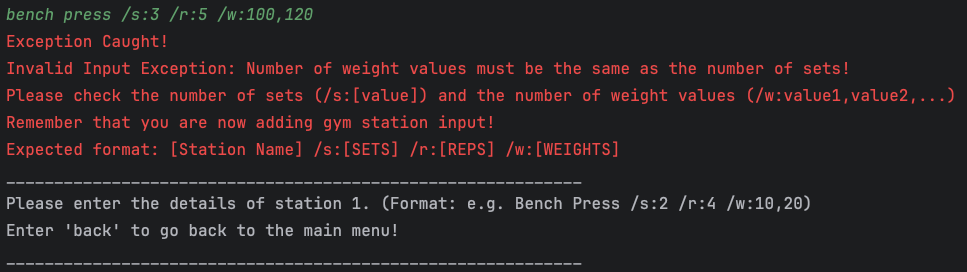 bench press /s:3 /r:5 /w:100,120
Exception Caught!
Invalid Input Exception: Number of weight values must be the same as the number of sets!
Please check the number of sets (/s:[value]) and the number of weight values (/w:value1,value2,...)
Remember that you are now adding gym station input!
Expected format: [Station Name] /s:[SETS] /r:[REPS] /w:[WEIGHTS]
____________________________________________________________
Please enter the details of station 1. (Format: e.g. Bench Press /s:2 /r:4 /w:10,20)
Enter 'back' to go back to the main menu!
____________________________________________________________